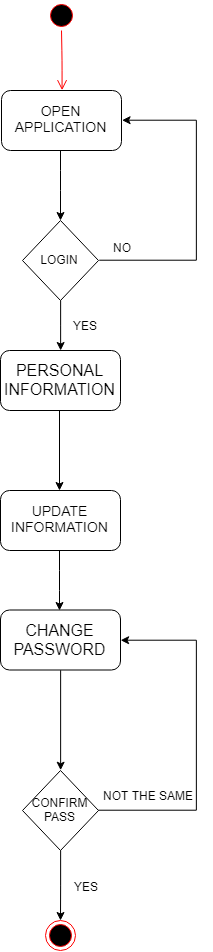 OPEN
APPLICATION
LOGIN
NO
YES
PERSONAL
INFORMATION
UPDATE
INFORMATION
CHANGE
PASSWORD
CONFIRM
PASS
NOT THE SAME
YES